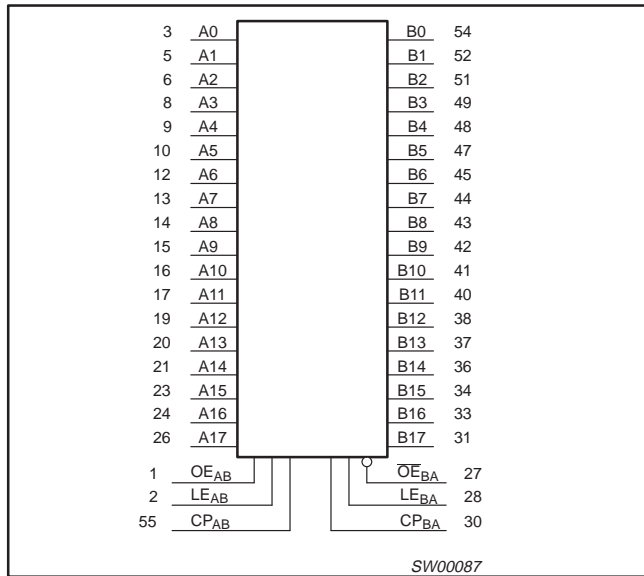 3 A0 B0 54
5 A1 B1 52
6 A2 B2 51
8 A3 B3 49
9 A4 B4 48
10 A5 B5 47
12 A6 B6 45
13 A7 B7 44
14 A8 B8 43
15 A9 B9 42
16 A10 B10 41
17 A11 B11 40
19 A12 B12 38
20 A13 B13 37
21 A14 B14 36
23 A15 B15 34
24 A16 B16 33
26 A17 B17 31
1 OEAB O̅E̅BA 27
2 LEAB LEBA 28
55 CPAB CPBA 30
SW00087